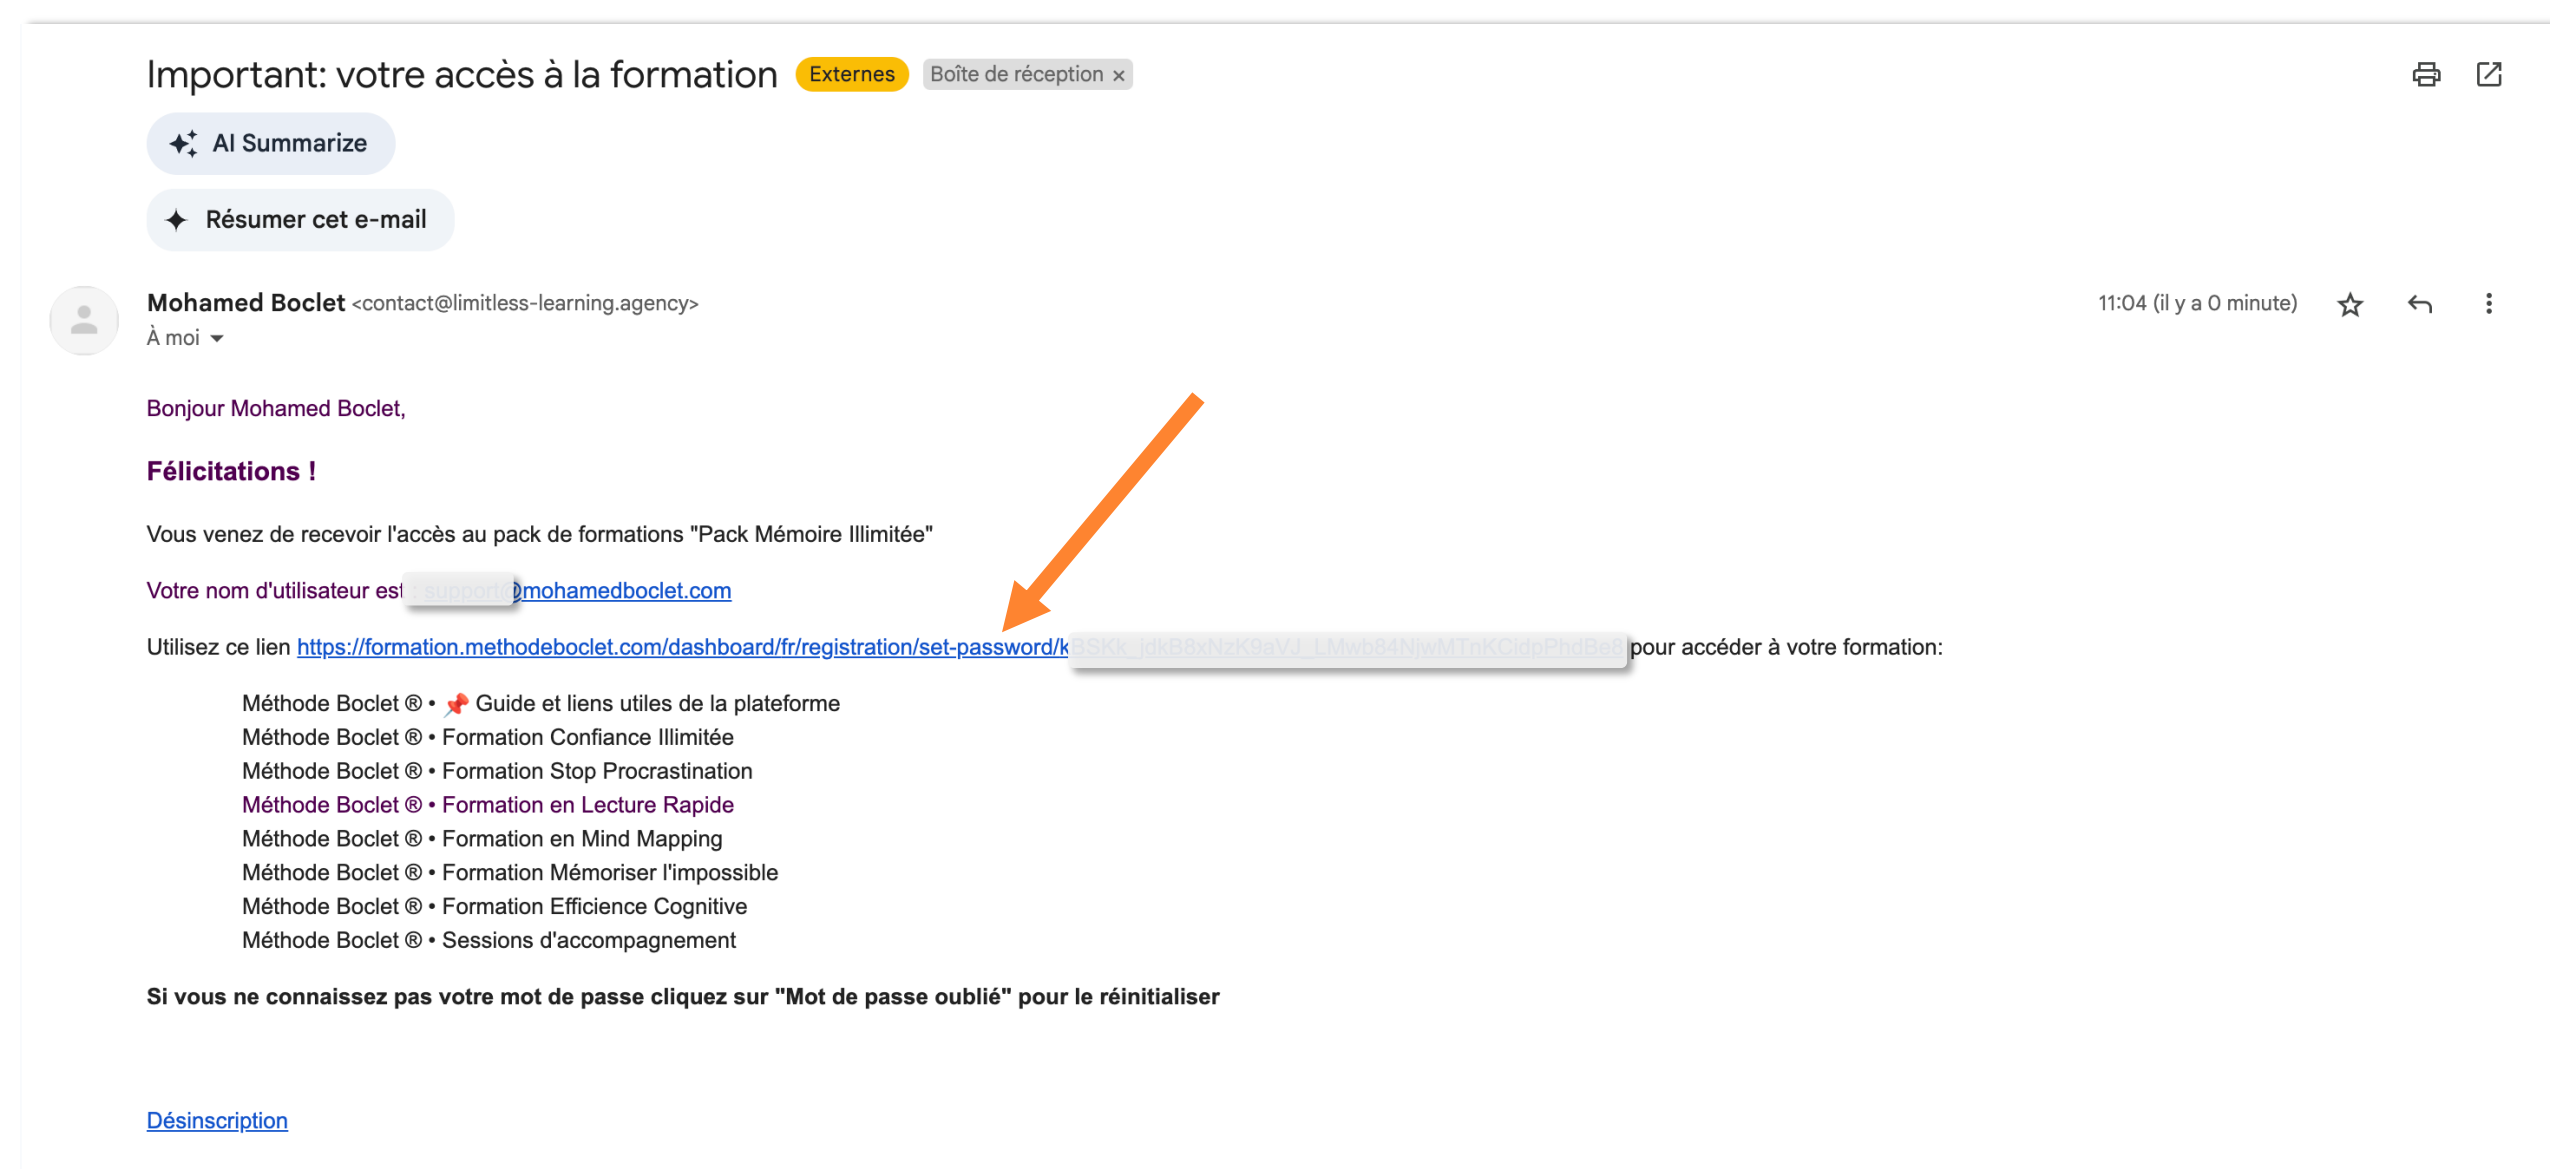 Important: votre accès à la formation Externes Boîte de réception ×
AI Summarize
Résumer cet e-mail
Mohamed Boclet <contact@limitless-learning.agency> 11:04 (il y a 0 minute)
À moi
Bonjour Mohamed Boclet,
Félicitations !
Vous venez de recevoir l'accès au pack de formations "Pack Mémoire Illimitée"
Votre nom d'utilisateur est : support@mohamedboclet.com
Utilisez ce lien https://formation.methodeboclet.com/dashboard/fr/registration/set-password/ pour accéder à votre formation:
Méthode Boclet ® • 📌 Guide et liens utiles de la plateforme
Méthode Boclet ® • Formation Confiance Illimitée
Méthode Boclet ® • Formation Stop Procrastination
Méthode Boclet ® • Formation en Lecture Rapide
Méthode Boclet ® • Formation en Mind Mapping
Méthode Boclet ® • Formation Mémoriser l'impossible
Méthode Boclet ® • Formation Efficience Cognitive
Méthode Boclet ® • Sessions d'accompagnement
Si vous ne connaissez pas votre mot de passe cliquez sur "Mot de passe oublié" pour le réinitialiser
Désinscription